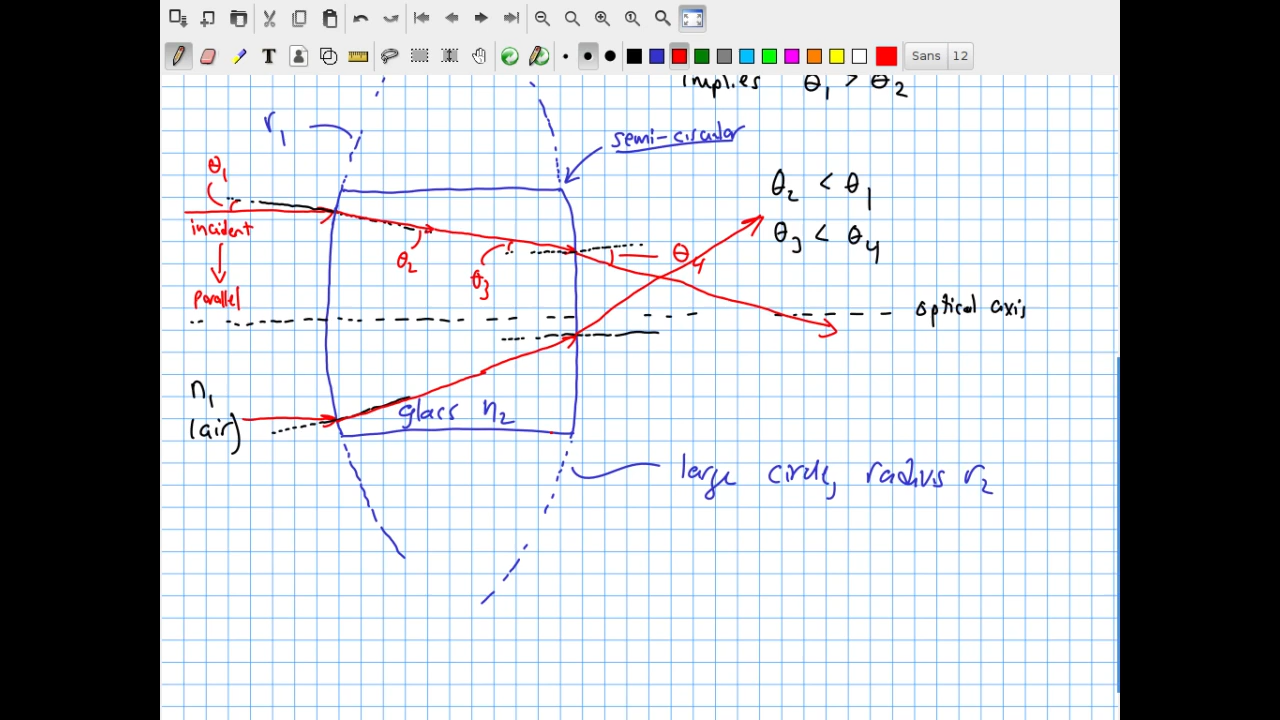 Sans 12
implies θ₁ > θ₂
r₁
semi-circular
θ₁
incident
parallel
θ₂
θ₃
θ₄
θ₂ < θ₁
θ₃ < θ₄
optical axis
n₁
(air)
glass n₂
large circle, radius r₂